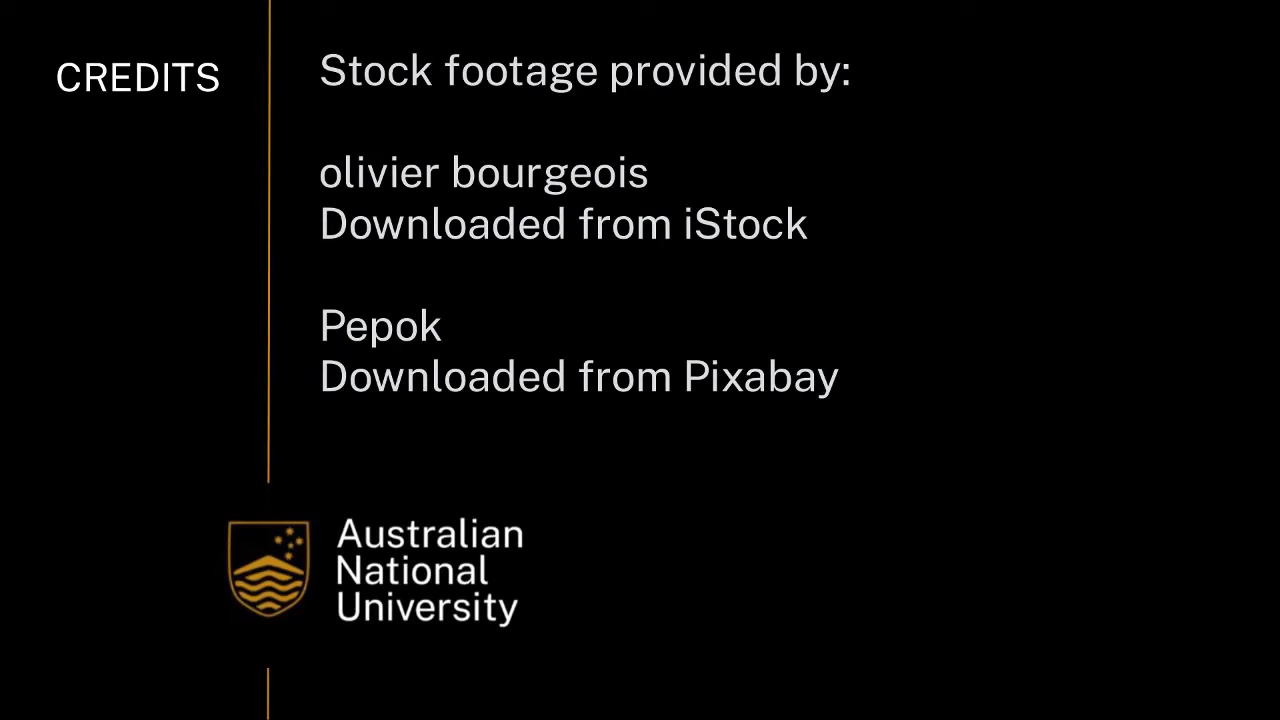 CREDITS
Stock footage provided by:
olivier bourgeois
Downloaded from iStock
Pepok
Downloaded from Pixabay
Australian
National
University